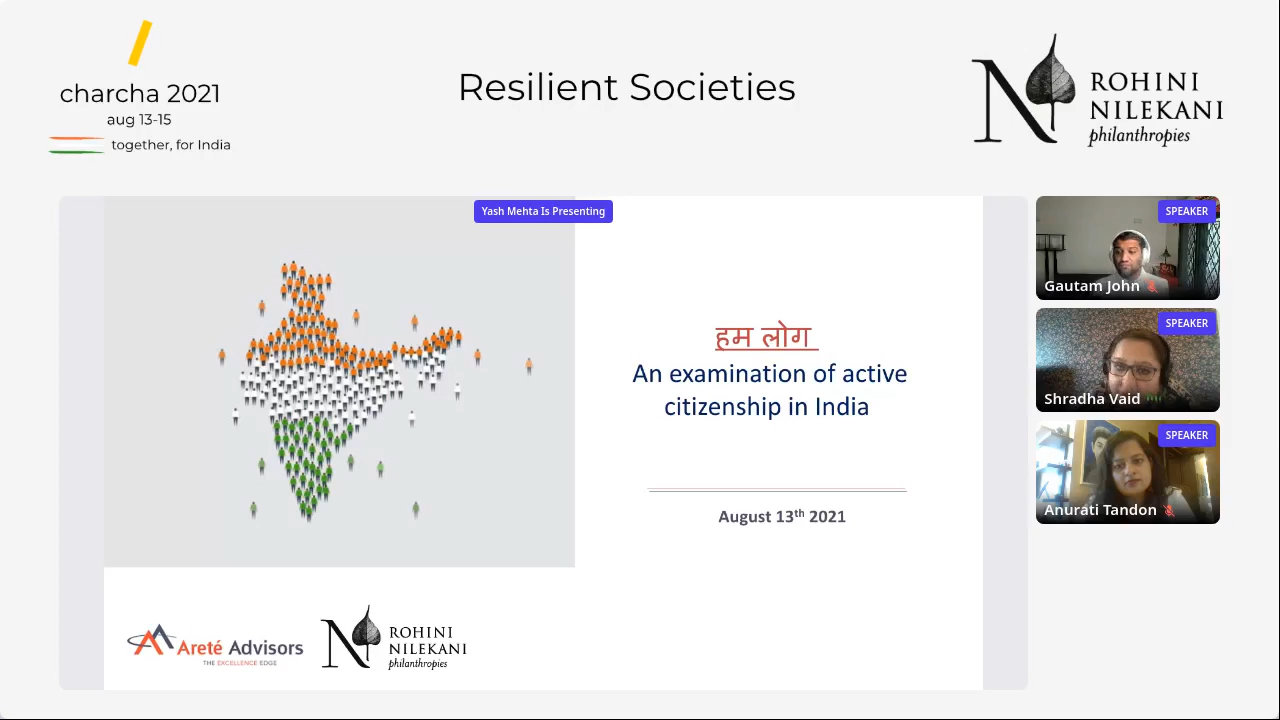 charcha 2021
aug 13-15
together, for India
Resilient Societies
N ROHINI
NILEKANI
philanthropies
Yash Mehta Is Presenting
हम लोग
An examination of active
citizenship in India
August 13th 2021
Areté Advisors
THE EXCELLENCE EDGE
N ROHINI
NILEKANI
philanthropies
SPEAKER
Gautam John
SPEAKER
Shradha Vaid
SPEAKER
Anurati Tandon